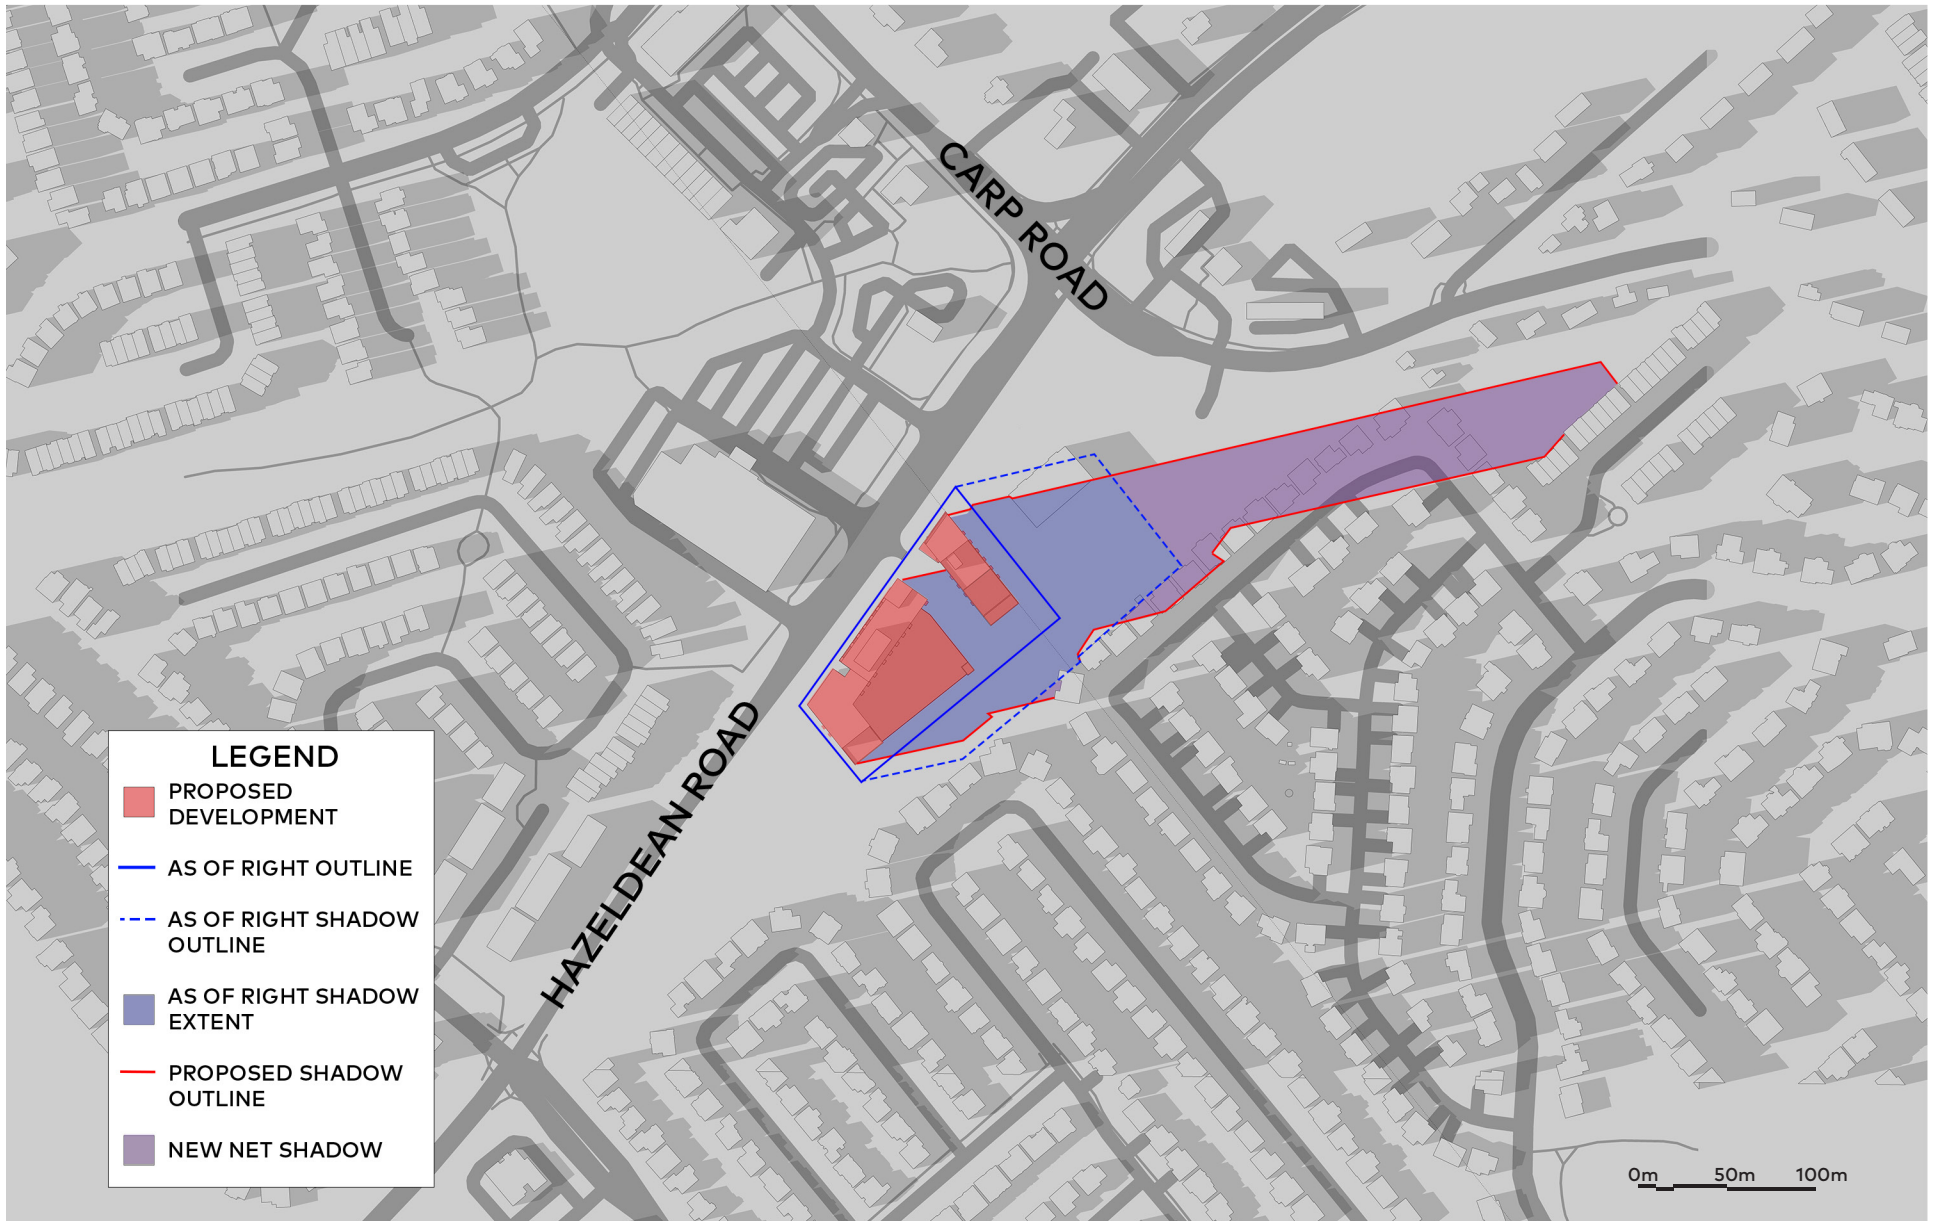 CARP ROAD
HAZELDEAN ROAD
LEGEND
PROPOSED
DEVELOPMENT
AS OF RIGHT OUTLINE
AS OF RIGHT SHADOW
OUTLINE
AS OF RIGHT SHADOW
EXTENT
PROPOSED SHADOW
OUTLINE
NEW NET SHADOW
0m 50m 100m